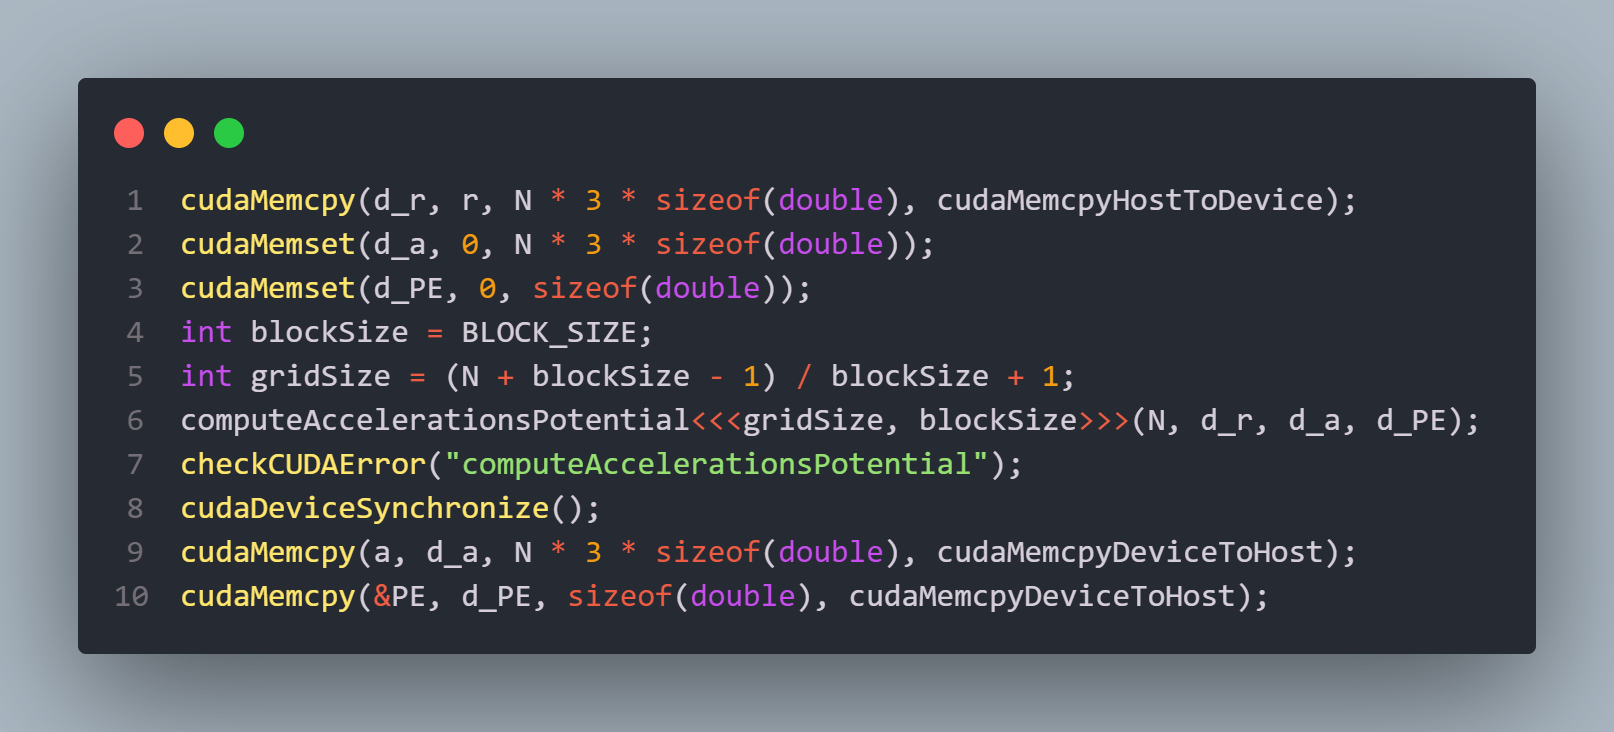 1 cudaMemcpy(d_r, r, N * 3 * sizeof(double), cudaMemcpyHostToDevice);
2 cudaMemset(d_a, 0, N * 3 * sizeof(double));
3 cudaMemset(d_PE, 0, sizeof(double));
4 int blockSize = BLOCK_SIZE;
5 int gridSize = (N + blockSize - 1) / blockSize + 1;
6 computeAccelerationsPotential<<<gridSize, blockSize>>>(N, d_r, d_a, d_PE);
7 checkCUDAError("computeAccelerationsPotential");
8 cudaDeviceSynchronize();
9 cudaMemcpy(a, d_a, N * 3 * sizeof(double), cudaMemcpyDeviceToHost);
10 cudaMemcpy(&PE, d_PE, sizeof(double), cudaMemcpyDeviceToHost);